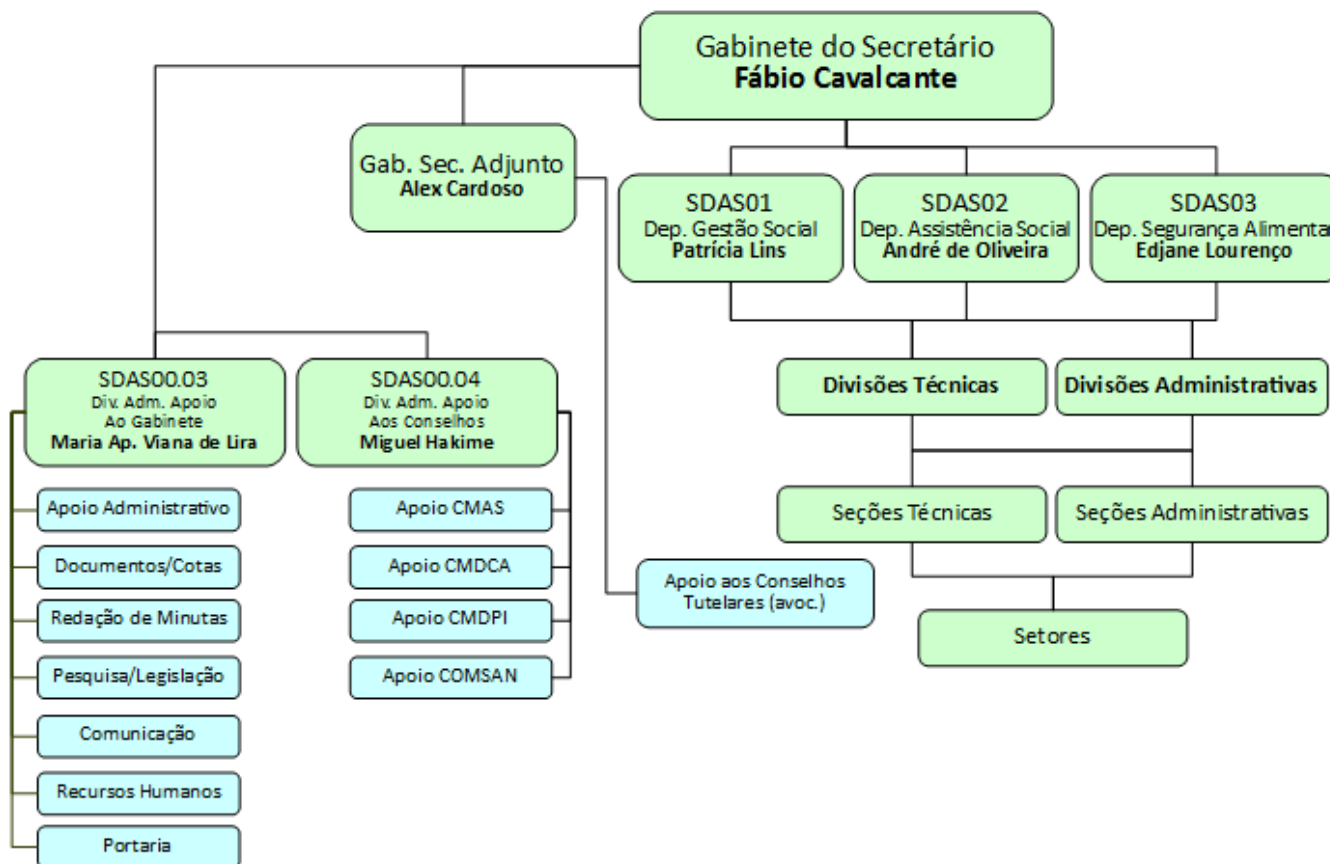 Gabinete do Secretário
Fábio Cavalcante
Gab. Sec. Adjunto
Alex Cardoso
SDAS01
Dep. Gestão Social
Patrícia Lins
SDAS02
Dep. Assistência Social
André de Oliveira
SDAS03
Dep. Segurança Alimentar
Edjane Lourenço
SDAS00.03
Div. Adm. Apoio
Ao Gabinete
Maria Ap. Viana de Lira
SDAS00.04
Div. Adm. Apoio
Aos Conselhos
Miguel Hakime
Divisões Técnicas
Divisões Administrativas
Apoio Administrativo
Documentos/Cotas
Redação de Minutas
Pesquisa/Legislação
Comunicação
Recursos Humanos
Portaria
Apoio CMAS
Apoio CMDCA
Apoio CMDPI
Apoio COMSAN
Apoio aos Conselhos
Tutelares (avoc.)
Seções Técnicas
Seções Administrativas
Setores